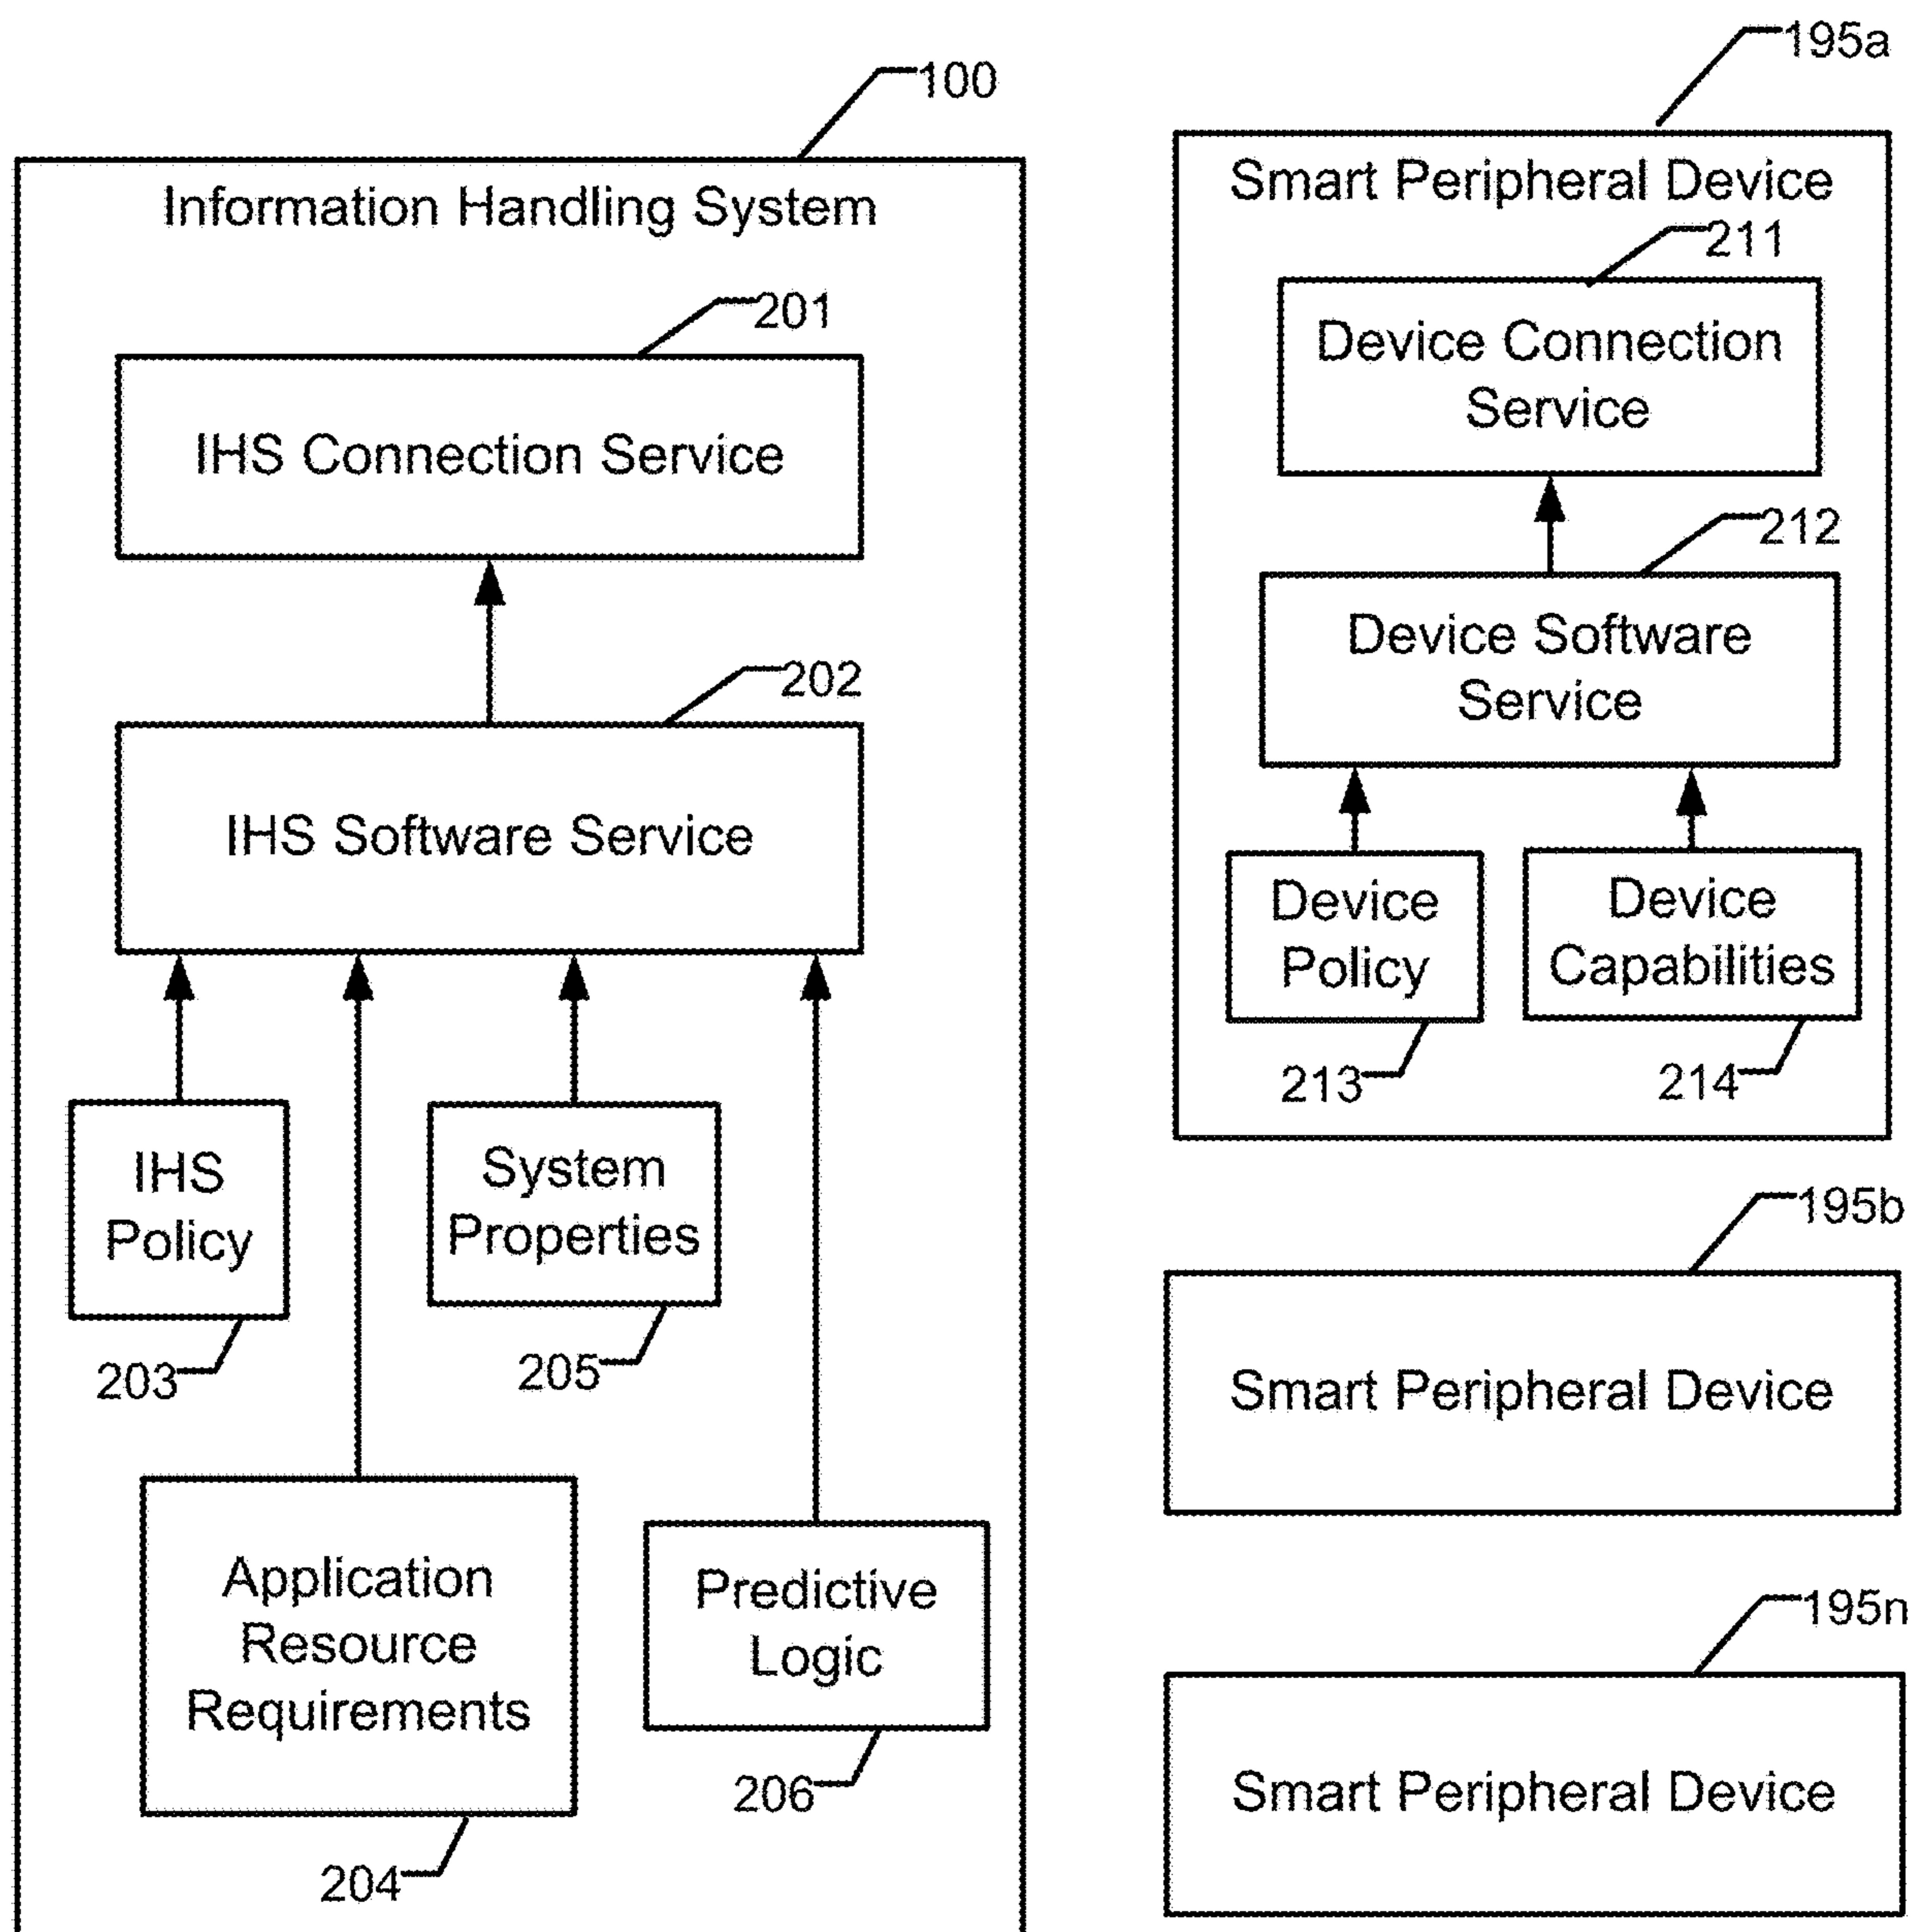 100
Information Handling System
201
IHS Connection Service
202
IHS Software Service
IHS
Policy
203
System
Properties
205
Application
Resource
Requirements
204
Predictive
Logic
206
195a
Smart Peripheral Device
211
Device Connection
Service
212
Device Software
Service
Device
Policy
213
Device
Capabilities
214
195b
Smart Peripheral Device
195n
Smart Peripheral Device